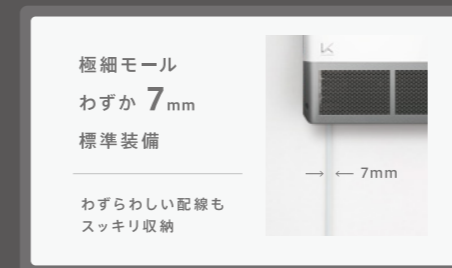 極細モール
わずか 7mm
標準装備
わずらわしい配線も
スッキリ収納
→ ← 7mm